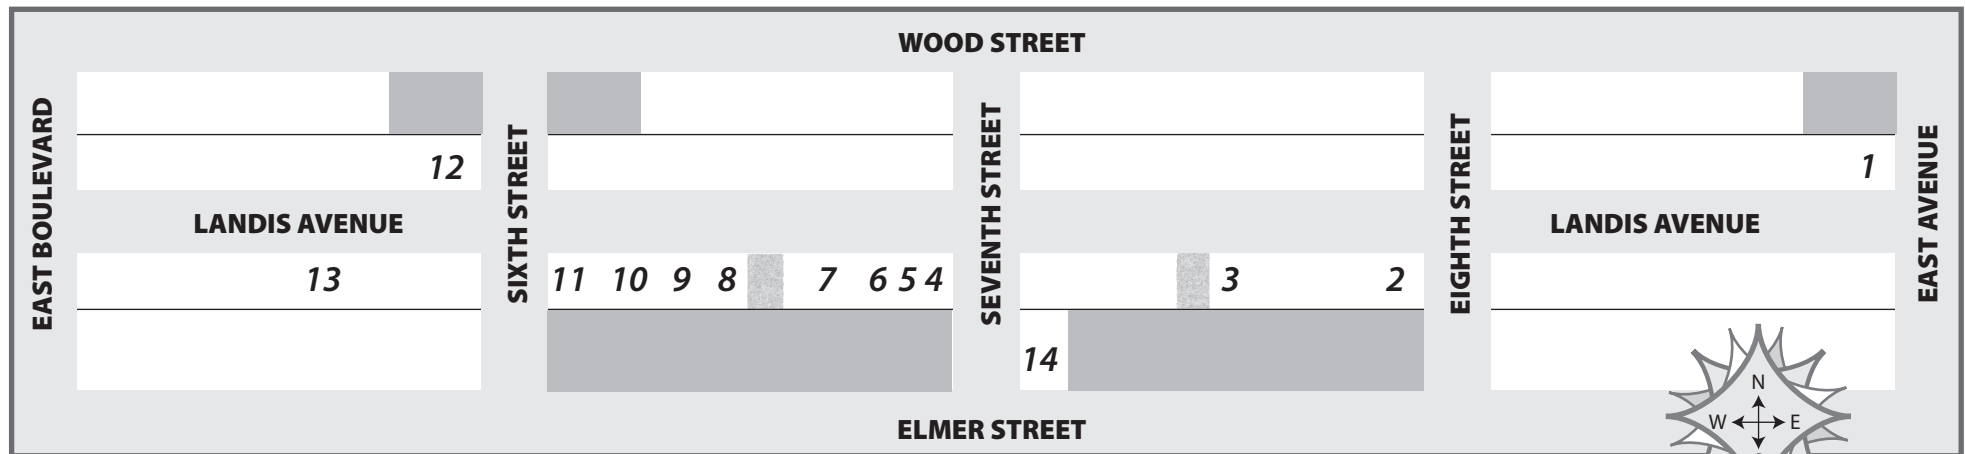 WOOD STREET
EAST BOULEVARD
SIXTH STREET
SEVENTH STREET
EIGHTH STREET
EAST AVENUE
12
1
LANDIS AVENUE
LANDIS AVENUE
13
11 10 9 8 7 6 5 4
3 2
14
N
W E
ELMER STREET